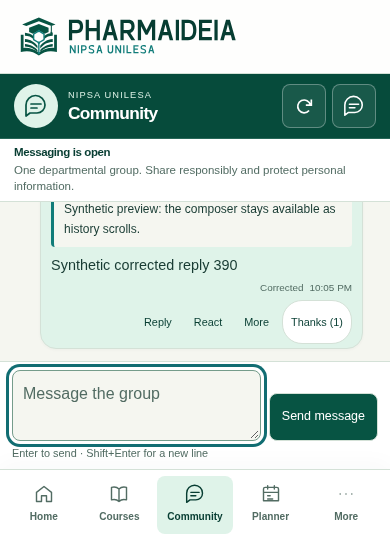 PHARMAIDEIA
NIPSA UNILESA
NIPSA UNILESA
Community
Messaging is open
One departmental group. Share responsibly and protect personal
information.
Synthetic preview: the composer stays available as
history scrolls.
Synthetic corrected reply 390
Corrected 10:05 PM
Reply React More Thanks (1)
Message the group
Send message
Enter to send · Shift+Enter for a new line
Home Courses Community Planner More